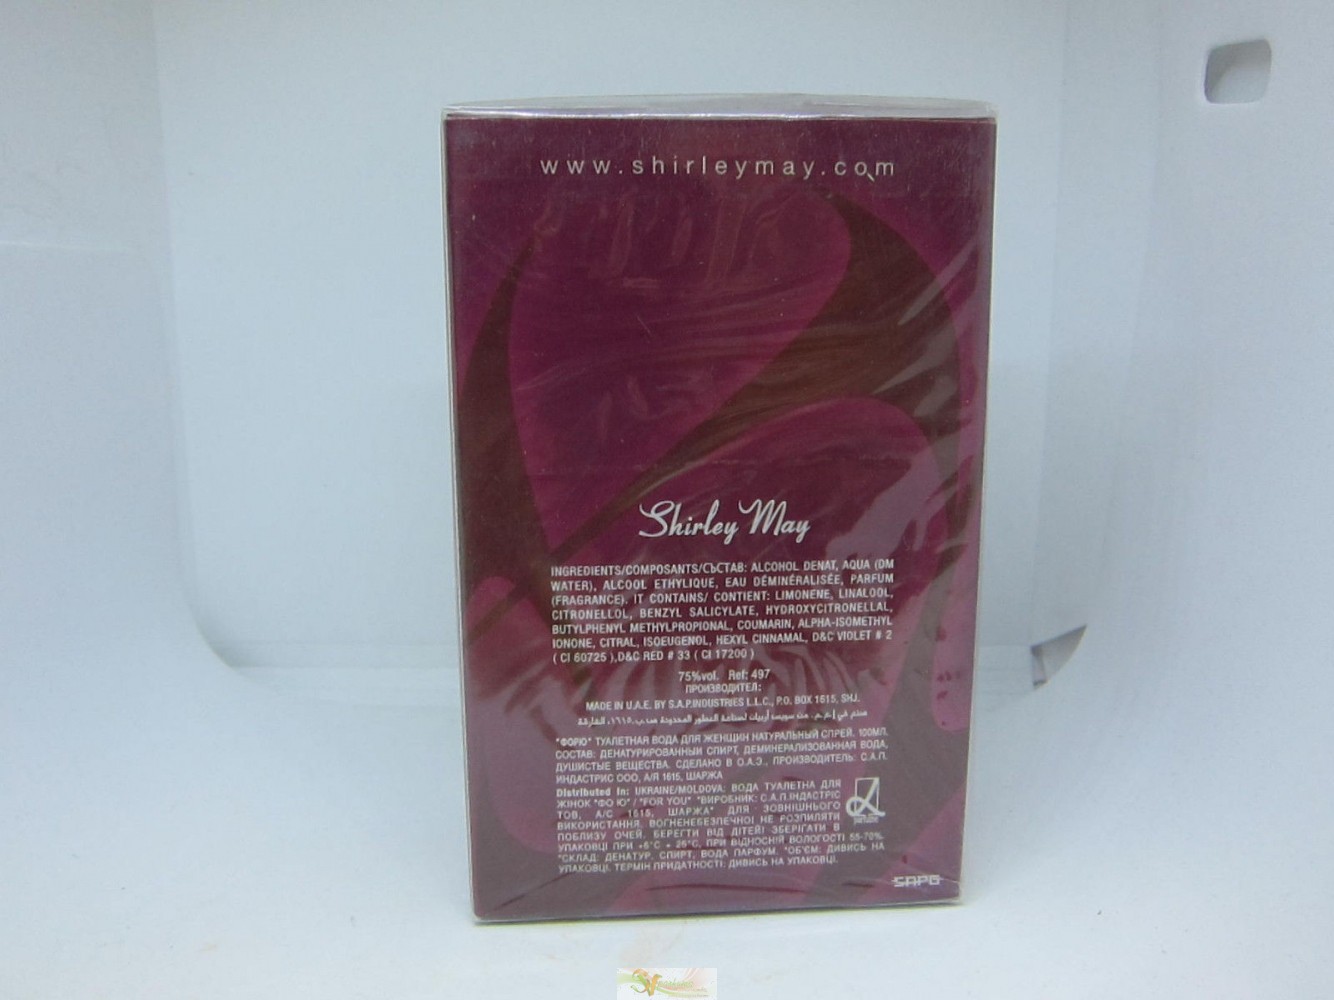 www.shirleymay.com
Shirley May
INGREDIENTS/COMPOSANTS/СЪСТАВ: ALCOHOL DENAT, AQUA (DM
WATER), ALCOOL ETHYLIQUE, EAU DÉMINÉRALISÉE, PARFUM
(FRAGRANCE), IT CONTAINS/ CONTIENT: LIMONENE, LINALOOL,
CITRONELLOL, BENZYL SALICYLATE, HYDROXYCITRONELLAL,
BUTYLPHENYL METHYLPROPIONAL, COUMARIN, ALPHA-ISOMETHYL
IONONE, CITRAL, ISOEUGENOL, HEXYL CINNAMAL, D&C VIOLET # 2
( CI 60725 ),D&C RED # 33 ( CI 17200 )
75%vol. Ref: 497
ПРОИЗВОДИТЕЛ:
MADE IN U.A.E. BY S.A.P.INDUSTRIES L.L.C., P.O. BOX 1615, SHJ.
لصناعة العطور المحدودة ص.ب. ١٦١٥، الشارقة
"ФОРЮ" ТУАЛЕТНАЯ ВОДА ДЛЯ ЖЕНЩИН НАТУРАЛЬНЫЙ СПРЕЙ, 100МЛ.
СОСТАВ: ДЕНАТУРИРОВАННЫЙ СПИРТ, ДЕМИНЕРАЛИЗОВАННАЯ ВОДА,
ДУШИСТЫЕ ВЕЩЕСТВА. СДЕЛАНО В О.А.Э., ПРОИЗВОДИТЕЛЬ: С.А.П.
ИНДАСТРИС ООО, А/Я 1615, ШАРЖА
Distributed In: UKRAINE/MOLDOVA: ВОДА ТУАЛЕТНА ДЛЯ
ЖІНОК "ФО Ю" / "FOR YOU" "ВИРОБНИК: С.А.П.ІНДАСТРІС
ТОВ, А/С 1615, ШАРЖА" ДЛЯ ЗОВНІШНЬОГО
ВИКОРИСТАННЯ. ВОГНЕНЕБЕЗПЕЧНО! НЕ РОЗПИЛЯТИ
ПОБЛИЗУ ОЧЕЙ. БЕРЕГТИ ВІД ДІТЕЙ! ЗБЕРІГАТИ В
УПАКОВЦІ ПРИ +5°C + 25°C, ПРИ ВІДНОСНІЙ ВОЛОГОСТІ 55-70%.
"СКЛАД: ДЕНАТУР. СПИРТ, ВОДА ПАРФУМ. "ОБ'ЄМ: ДИВИСЬ НА
УПАКОВЦІ. ТЕРМІН ПРИДАТНОСТІ: ДИВИСЬ НА УПАКОВЦІ.
SAPG